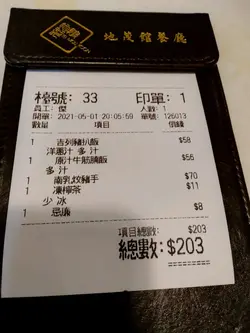 地茂舘餐廳
檯號: 33 印單: 1
員工: 傑 人數: 1
開單: 2021-05-01 20:05:59 單號: 126013
數量 項目 價錢
1 吉列豬扒飯 $58
洋蔥汁 多 汁
1 原汁牛筋腩飯 $56
多 汁
1 南乳炆豬手 $70
1 凍檸茶 $11
少 冰
1 忌廉 $8
項目總數: $203
總數: $203